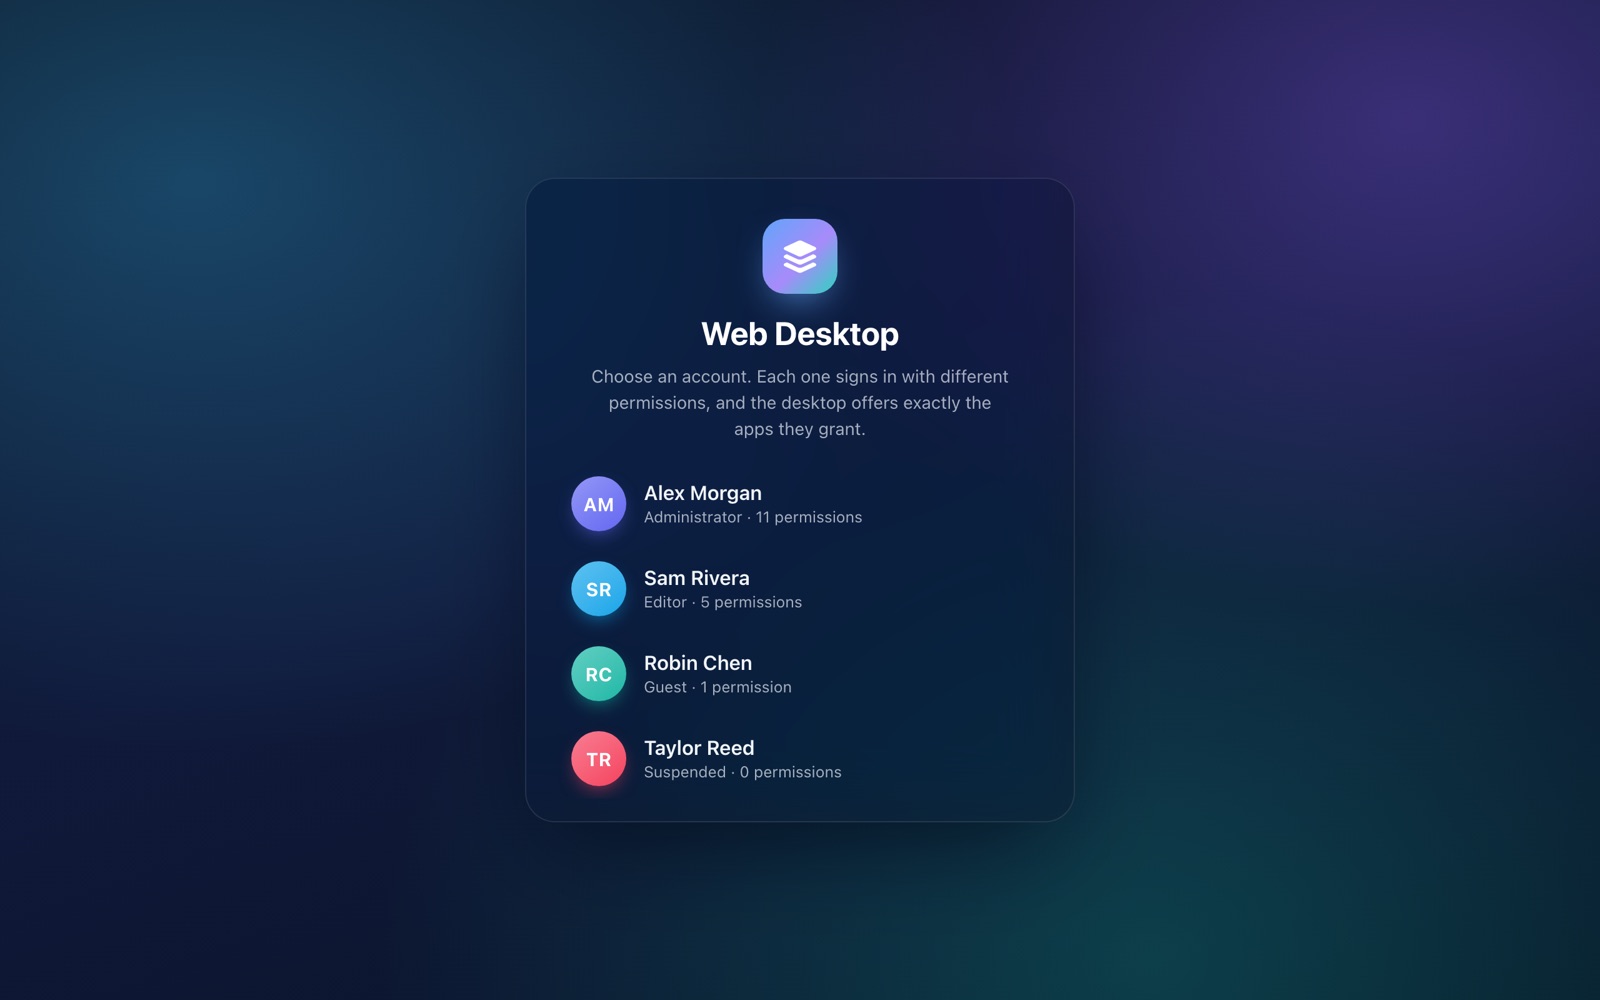 Web Desktop
Choose an account. Each one signs in with different
permissions, and the desktop offers exactly the
apps they grant.
AM
Alex Morgan
Administrator · 11 permissions
SR
Sam Rivera
Editor · 5 permissions
RC
Robin Chen
Guest · 1 permission
TR
Taylor Reed
Suspended · 0 permissions